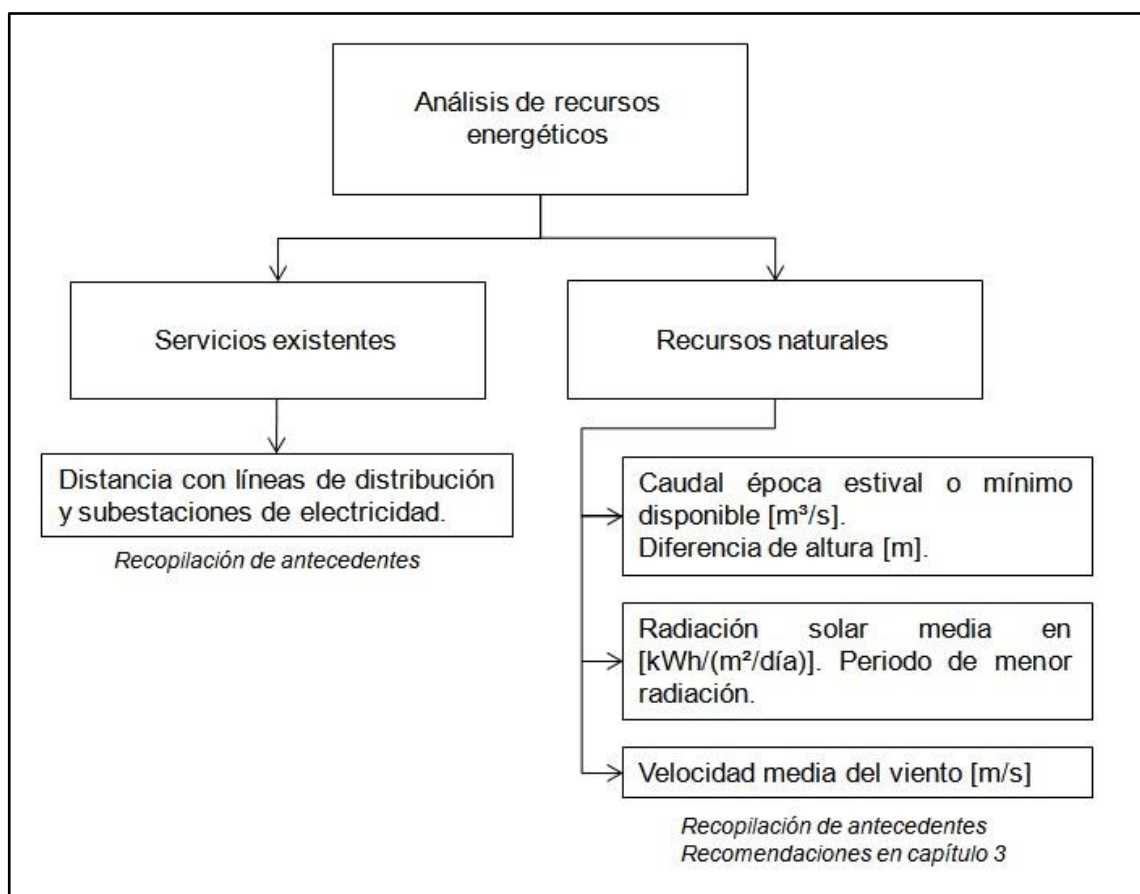 Análisis de recursos
energéticos
Servicios existentes
Recursos naturales
Distancia con líneas de distribución
y subestaciones de electricidad.
Recopilación de antecedentes
Caudal época estival o mínimo
disponible [m³/s].
Diferencia de altura [m].
Radiación solar media en
[kWh/(m²/día)]. Periodo de menor
radiación.
Velocidad media del viento [m/s]
Recopilación de antecedentes
Recomendaciones en capítulo 3